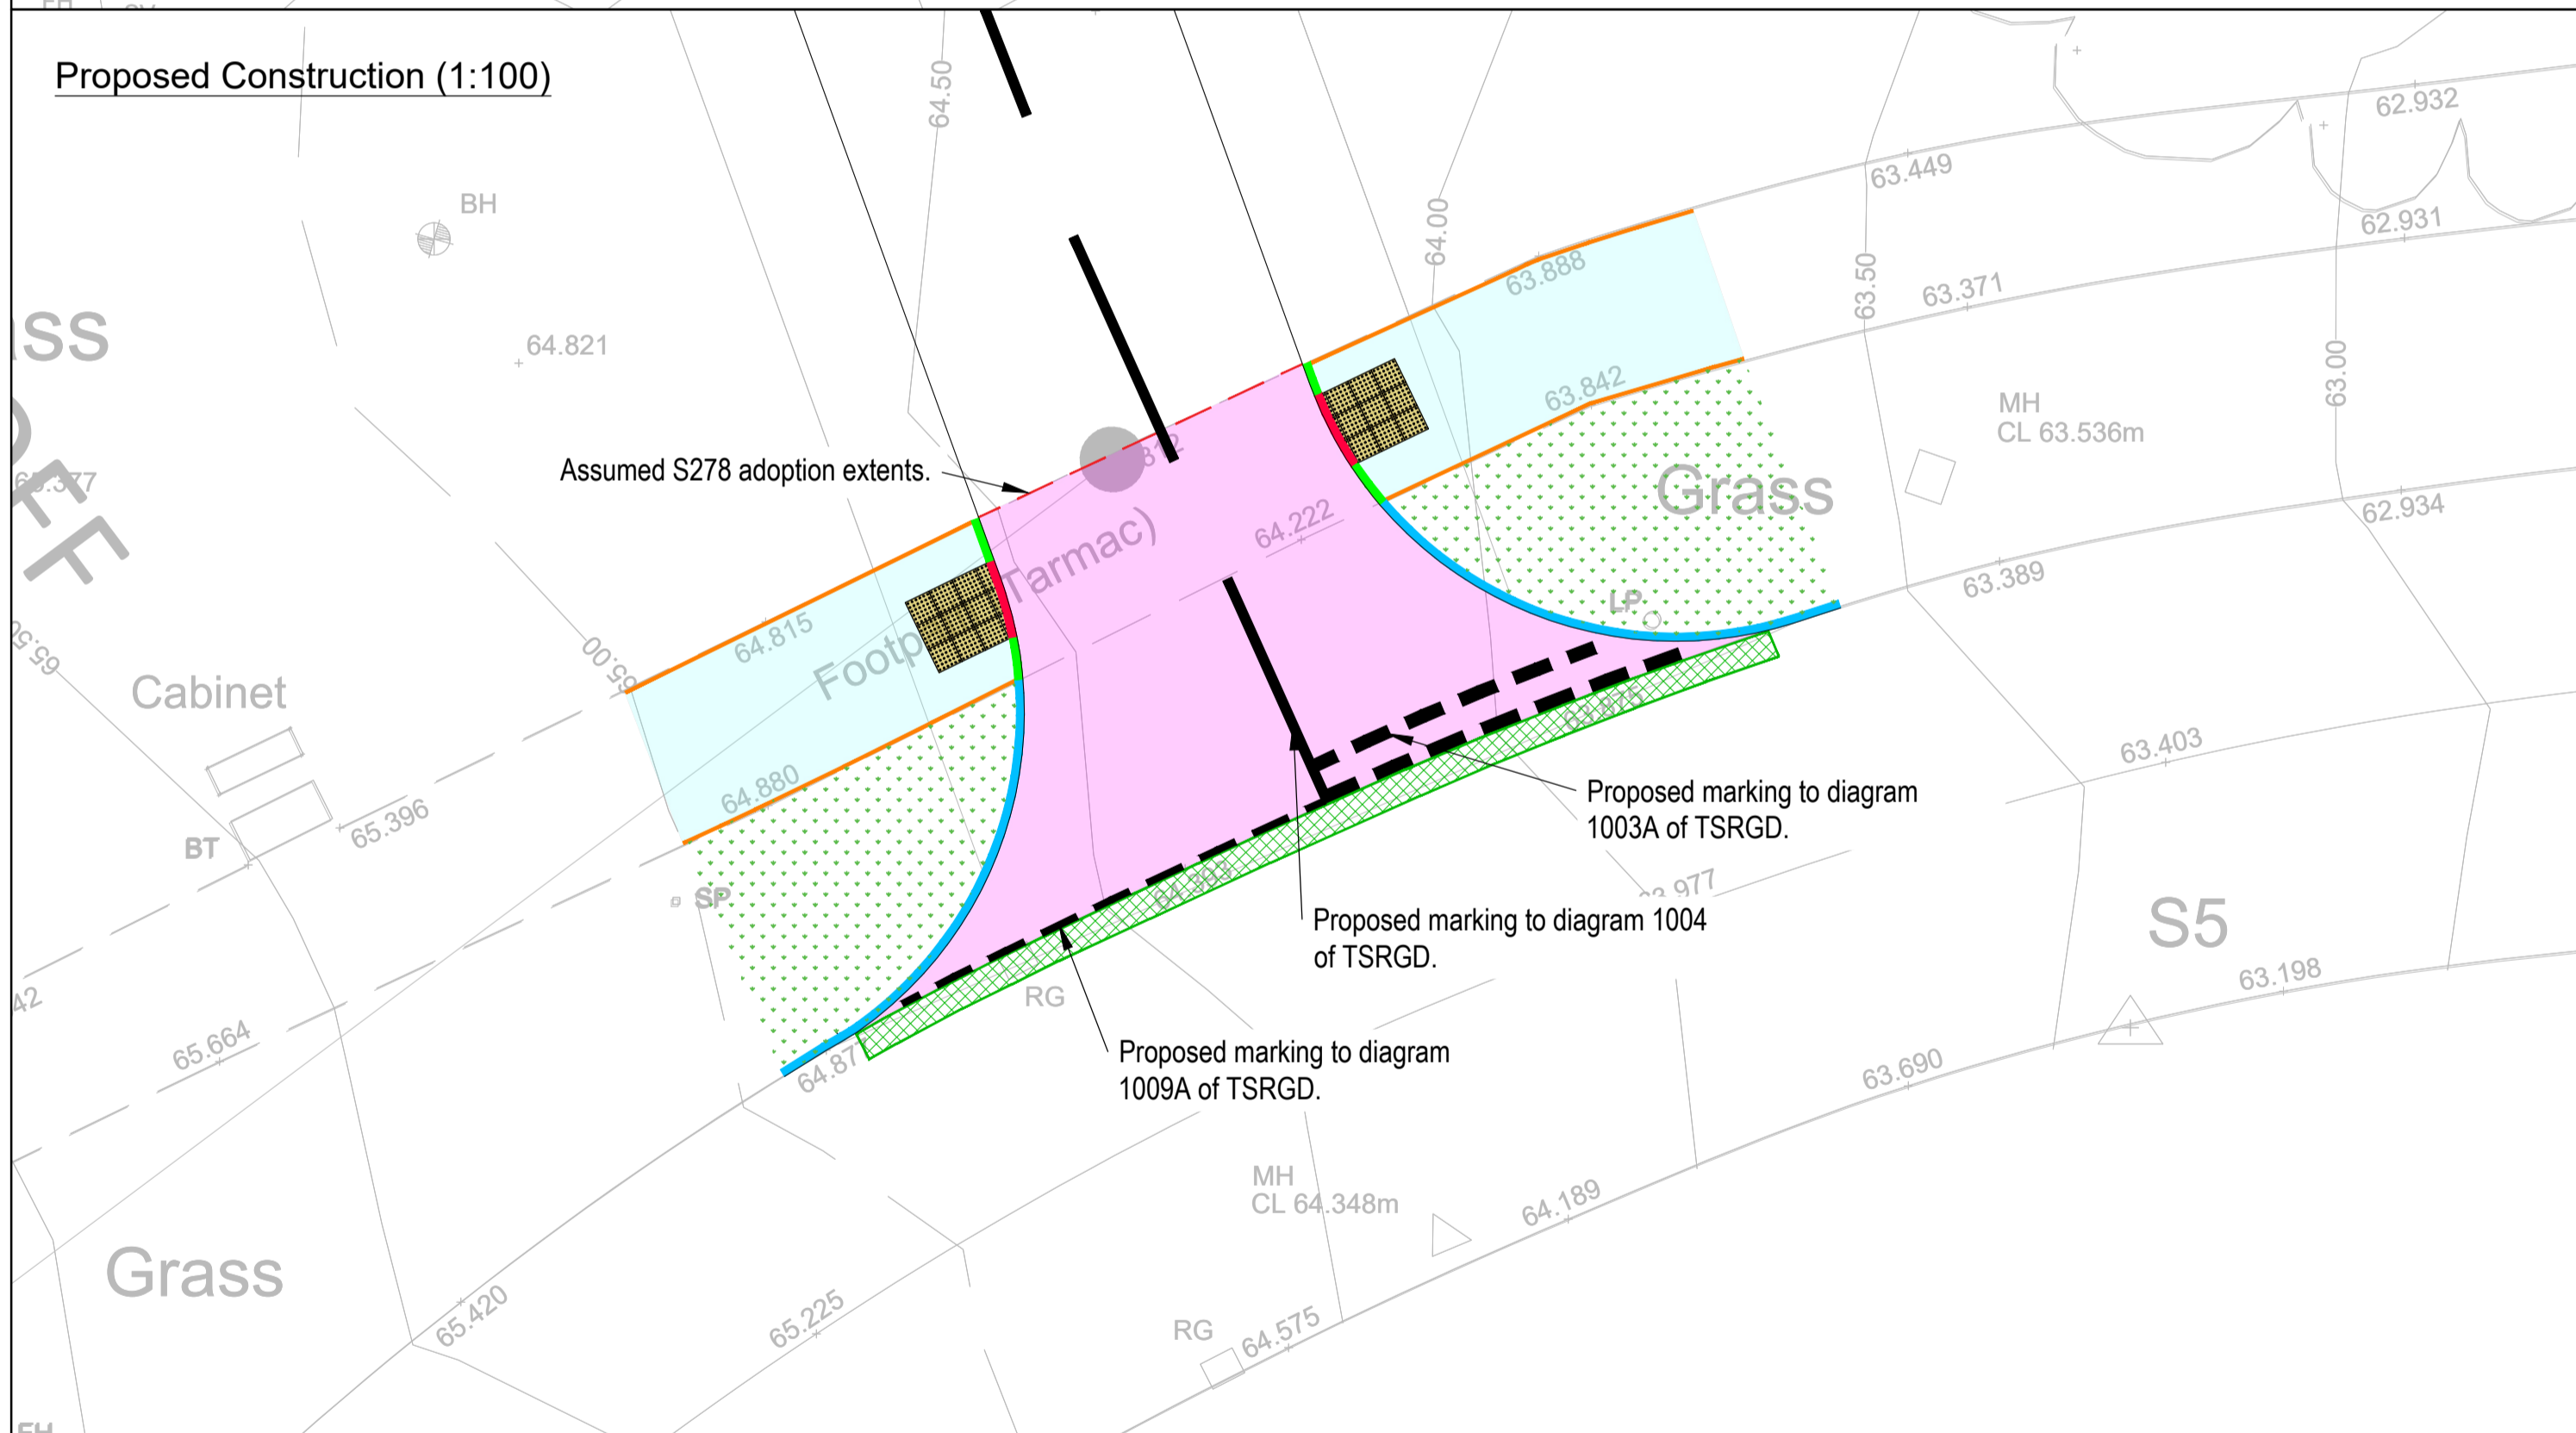 Proposed Construction (1:100)
64.50
62.932
63.449
BH
62.931
64.00
63.888
63.50
63.371
64.821
63.00
63.842
MH
CL 63.536m
Assumed S278 adoption extents.
Grass
62.934
64.222
Tarmac)
63.389
LP
64.815
65.00
65.50
Cabinet
63.403
64.880
Proposed marking to diagram
1003A of TSRGD.
65.396
BT
SP
Proposed marking to diagram 1004
of TSRGD.
S5
63.198
RG
Proposed marking to diagram
1009A of TSRGD.
65.664
63.690
MH
CL 64.348m
64.189
Grass
65.420
65.225
RG
64.575